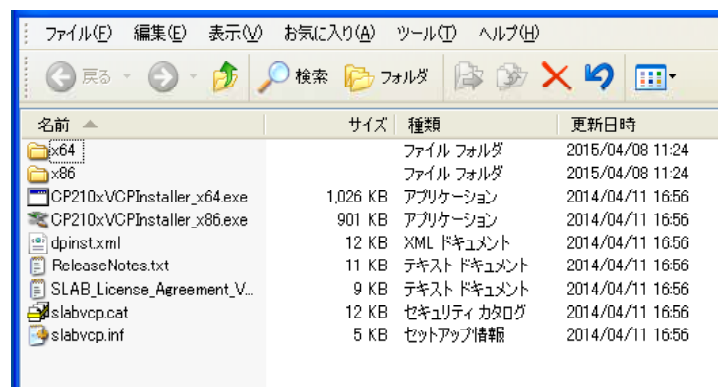 ファイル(F) 編集(E) 表示(V) お気に入り(A) ツール(T) ヘルプ(H)
戻る 検索 フォルダ
名前 サイズ 種類 更新日時
x64 ファイル フォルダ 2015/04/08 11:24
x86 ファイル フォルダ 2015/04/08 11:24
CP210xVCPInstaller_x64.exe 1,026 KB アプリケーション 2014/04/11 16:56
CP210xVCPInstaller_x86.exe 901 KB アプリケーション 2014/04/11 16:56
dpinst.xml 12 KB XML ドキュメント 2014/04/11 16:56
ReleaseNotes.txt 11 KB テキスト ドキュメント 2014/04/11 16:56
SLAB_License_Agreement_V... 9 KB テキスト ドキュメント 2014/04/11 16:56
slabvcp.cat 12 KB セキュリティ カタログ 2014/04/11 16:56
slabvcp.inf 5 KB セットアップ情報 2014/04/11 16:56